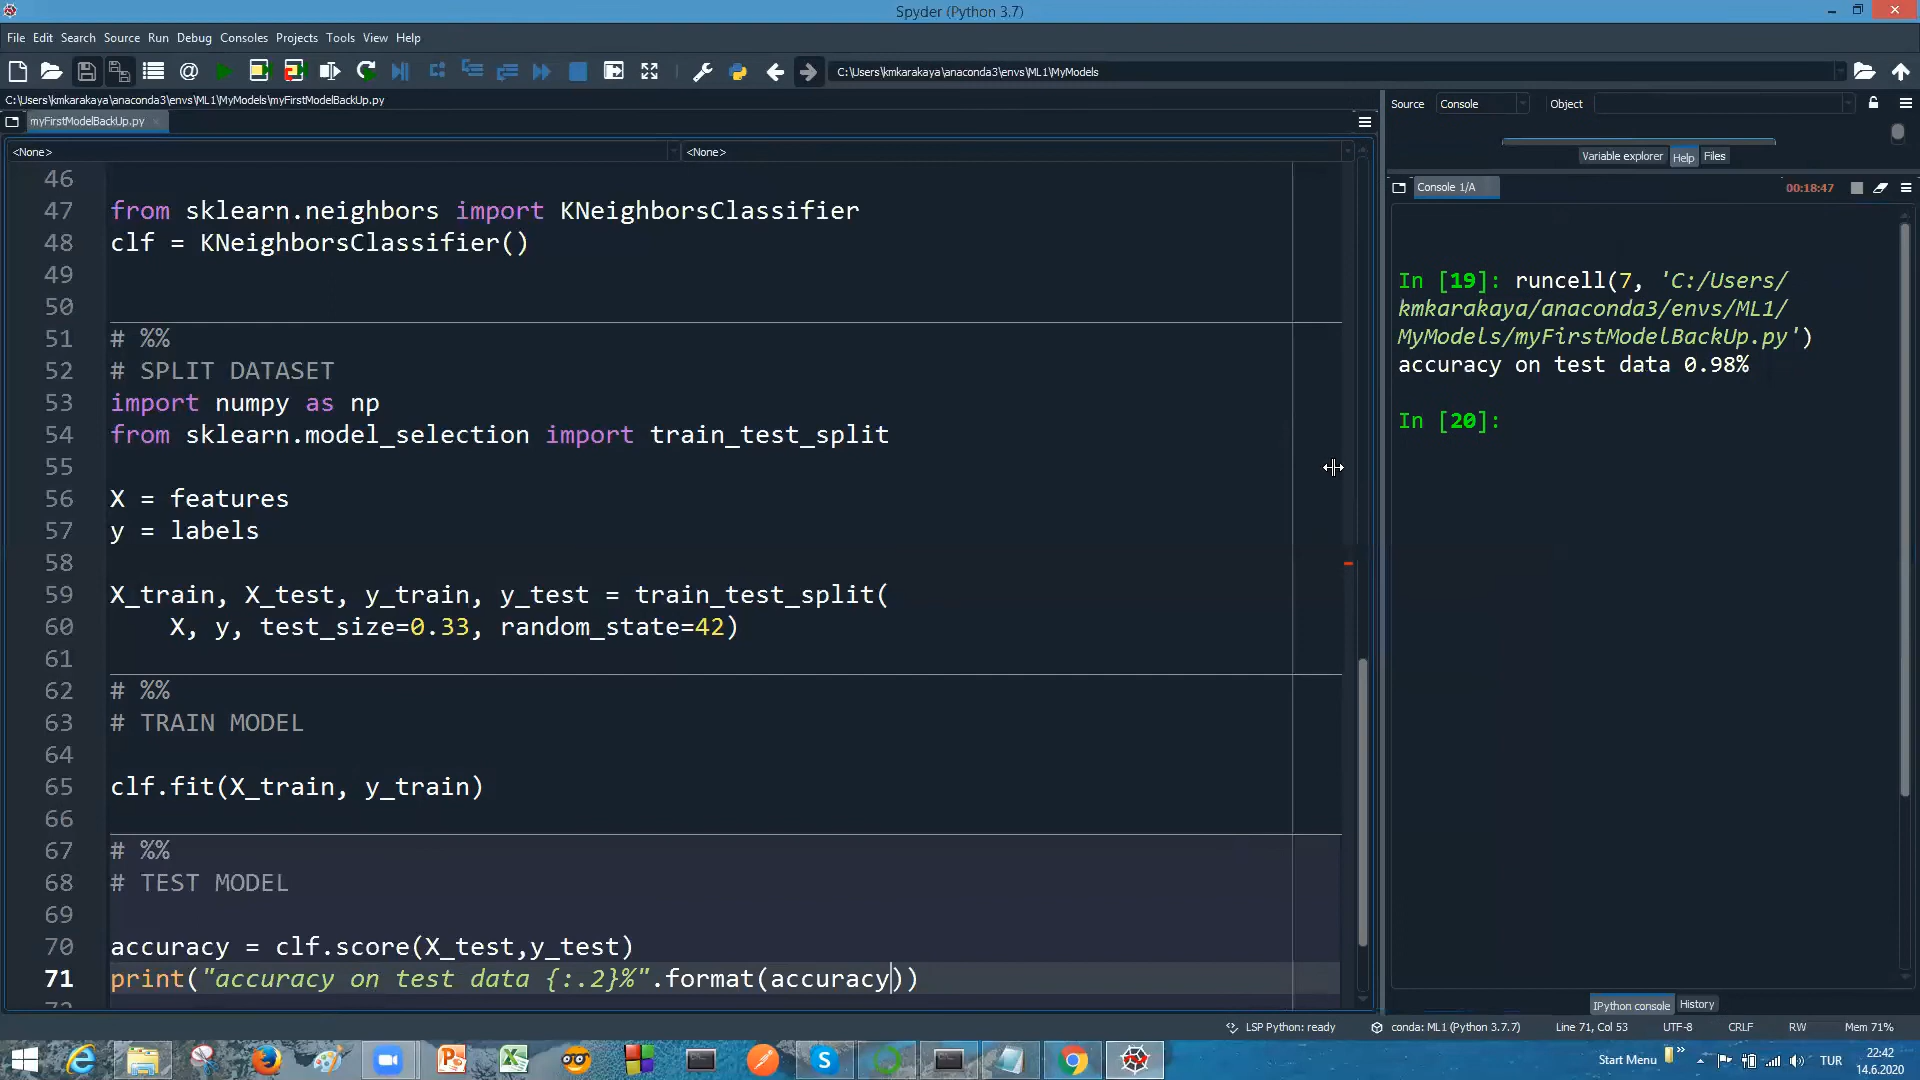 Spyder (Python 3.7)
File Edit Search Source Run Debug Consoles Projects Tools View Help
C:\Users\kmkarakaya\anaconda3\envs\ML1\MyModels
C:\Users\kmkarakaya\anaconda3\envs\ML1\MyModels\myFirstModelBackUp.py
myFirstModelBackUp.py
<None> <None>
46
47 from sklearn.neighbors import KNeighborsClassifier
48 clf = KNeighborsClassifier()
49
50
51 # %%
52 # SPLIT DATASET
53 import numpy as np
54 from sklearn.model_selection import train_test_split
55
56 X = features
57 y = labels
58
59 X_train, X_test, y_train, y_test = train_test_split(
60     X, y, test_size=0.33, random_state=42)
61
62 # %%
63 # TRAIN MODEL
64
65 clf.fit(X_train, y_train)
66
67 # %%
68 # TEST MODEL
69
70 accuracy = clf.score(X_test,y_test)
71 print("accuracy on test data {:.2}%".format(accuracy))
Source Console Object
Variable explorer Help Files
Console 1/A 00:18:47
In [19]: runcell(7, 'C:/Users/
kmkarakaya/anaconda3/envs/ML1/
MyModels/myFirstModelBackUp.py')
accuracy on test data 0.98%
In [20]:
IPython console History
LSP Python: ready conda: ML1 (Python 3.7.7) Line 71, Col 53 UTF-8 CRLF RW Mem 71%
Start Menu TUR 22:42
14.6.2020